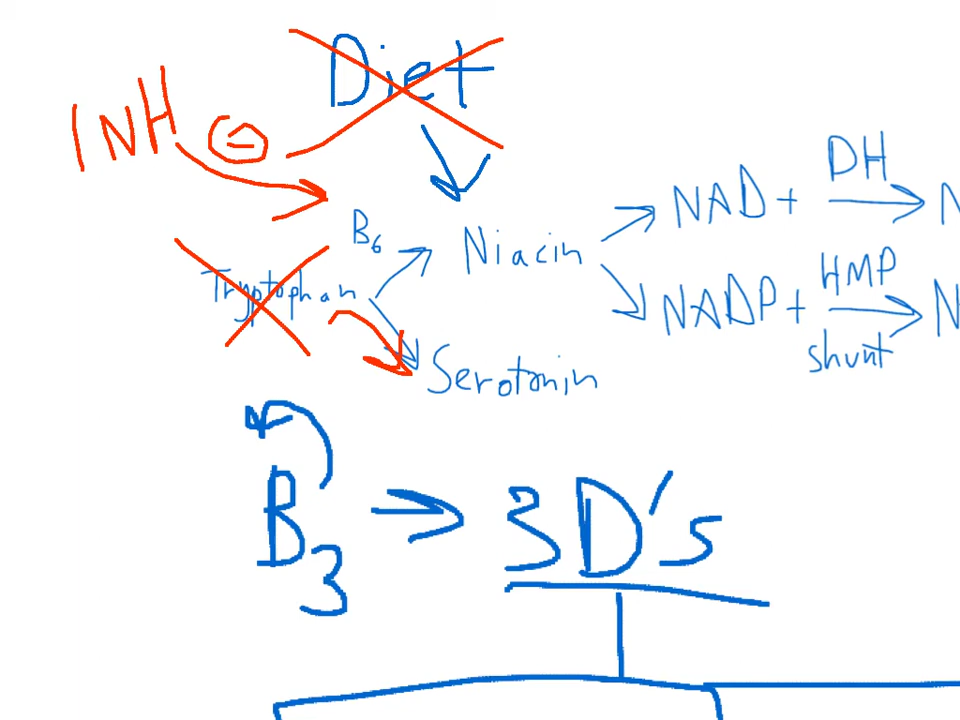 Diet
INH ⊖
B6
Tryptophan
Niacin
Serotonin
NAD+ DH N
NADP+ HMP shunt N
B3 → 3D's